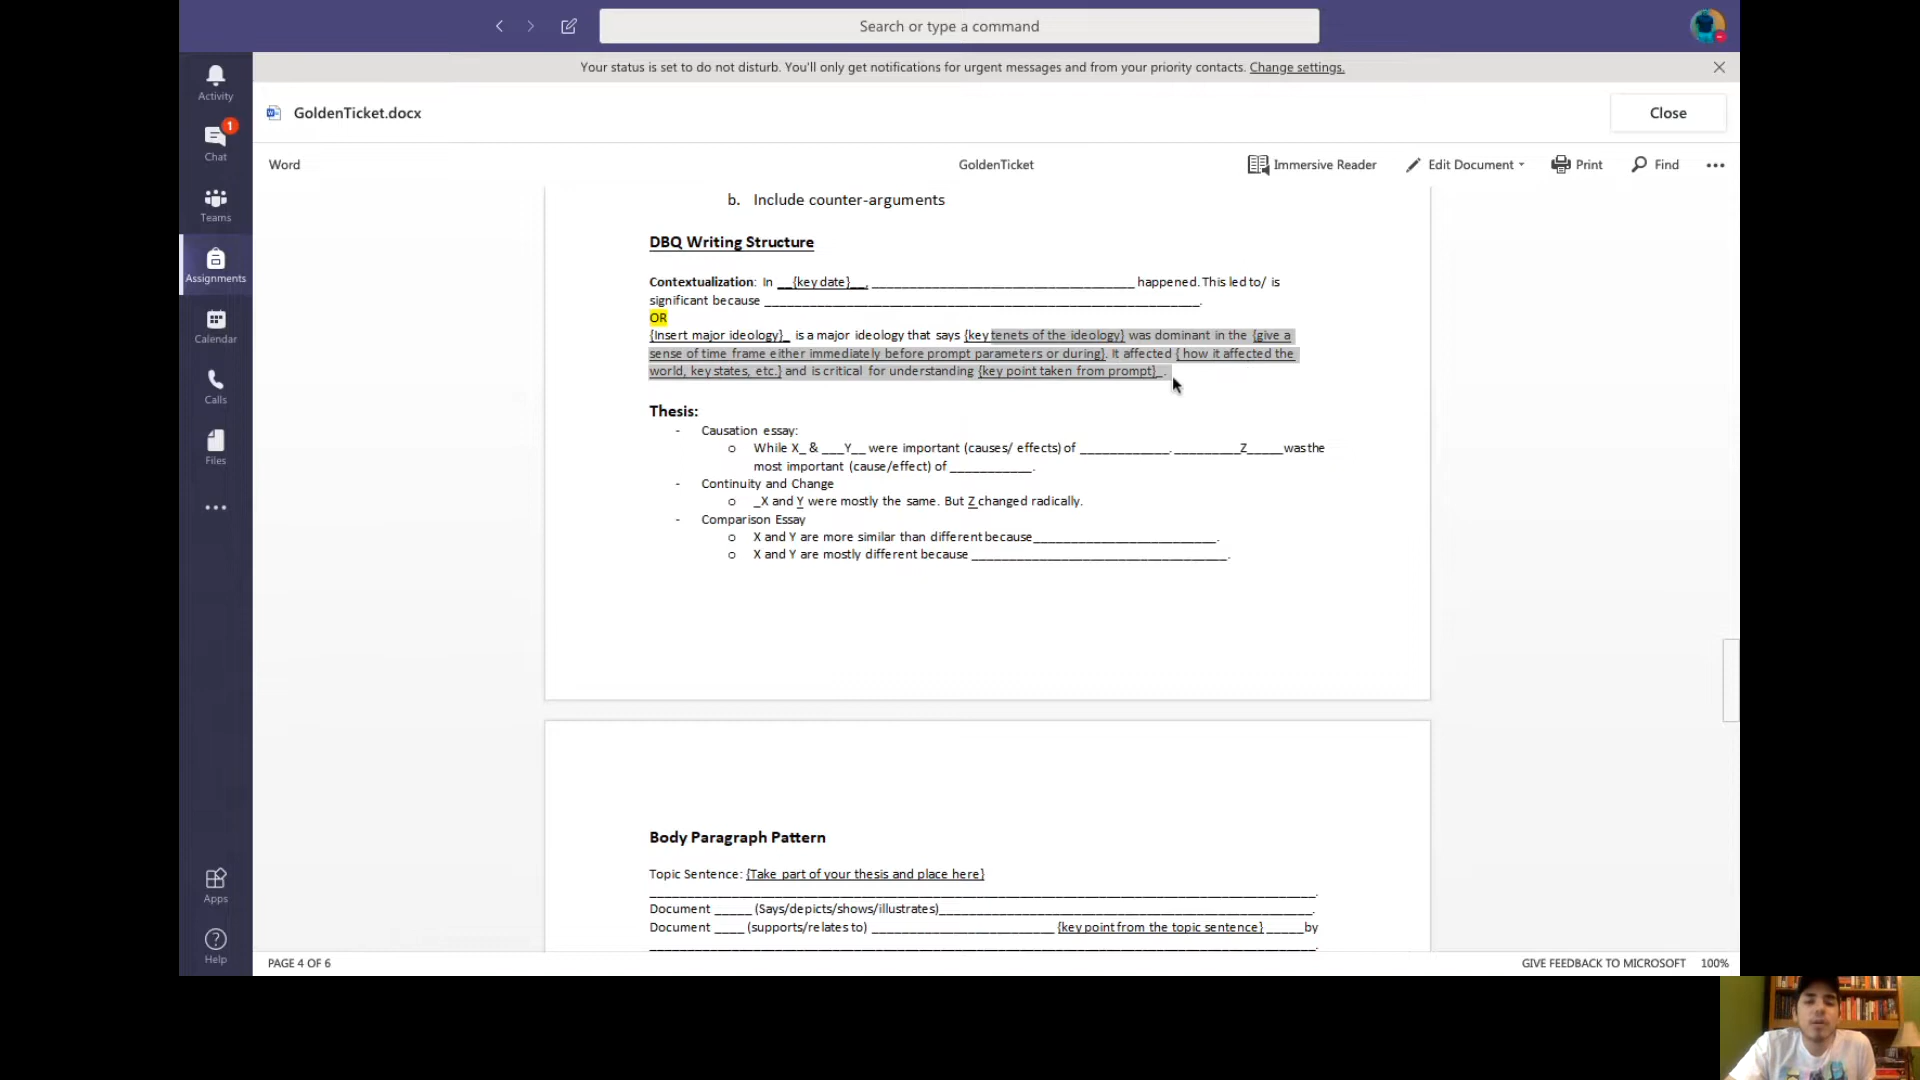 Search or type a command
Your status is set to do not disturb. You'll only get notifications for urgent messages and from your priority contacts. Change settings.
Activity
GoldenTicket.docx
Close
1
Chat
Word
GoldenTicket
Immersive Reader
Edit Document
Print
Find
Teams
Assignments
Calendar
Calls
Files
Apps
Help
b. Include counter-arguments
DBQ Writing Structure
Contextualization: In __{key date}__, ___________________________________ happened. This led to/ is
significant because __________________________________________________________.
OR
{Insert major ideology}_ is a major ideology that says {key tenets of the ideology} was dominant in the {give a
sense of time frame either immediately before prompt parameters or during}. It affected { how it affected the
world, key states, etc.} and is critical for understanding {key point taken from prompt}_.
Thesis:
- Causation essay:
o While X_ & ___Y__ were important (causes/ effects) of ____________. _________Z_____was the
most important (cause/effect) of ___________.
- Continuity and Change
o _X and Y were mostly the same. But Z changed radically.
- Comparison Essay
o X and Y are more similar than different because________________________.
o X and Y are mostly different because __________________________________.
Body Paragraph Pattern
Topic Sentence: {Take part of your thesis and place here}
_________________________________________________________________________________________.
Document _____ (Says/depicts/shows/illustrates)__________________________________________________.
Document ____ (supports/relates to) ________________________ {key point from the topic sentence} _____by
_________________________________________________________________________________________.
PAGE 4 OF 6
GIVE FEEDBACK TO MICROSOFT
100%